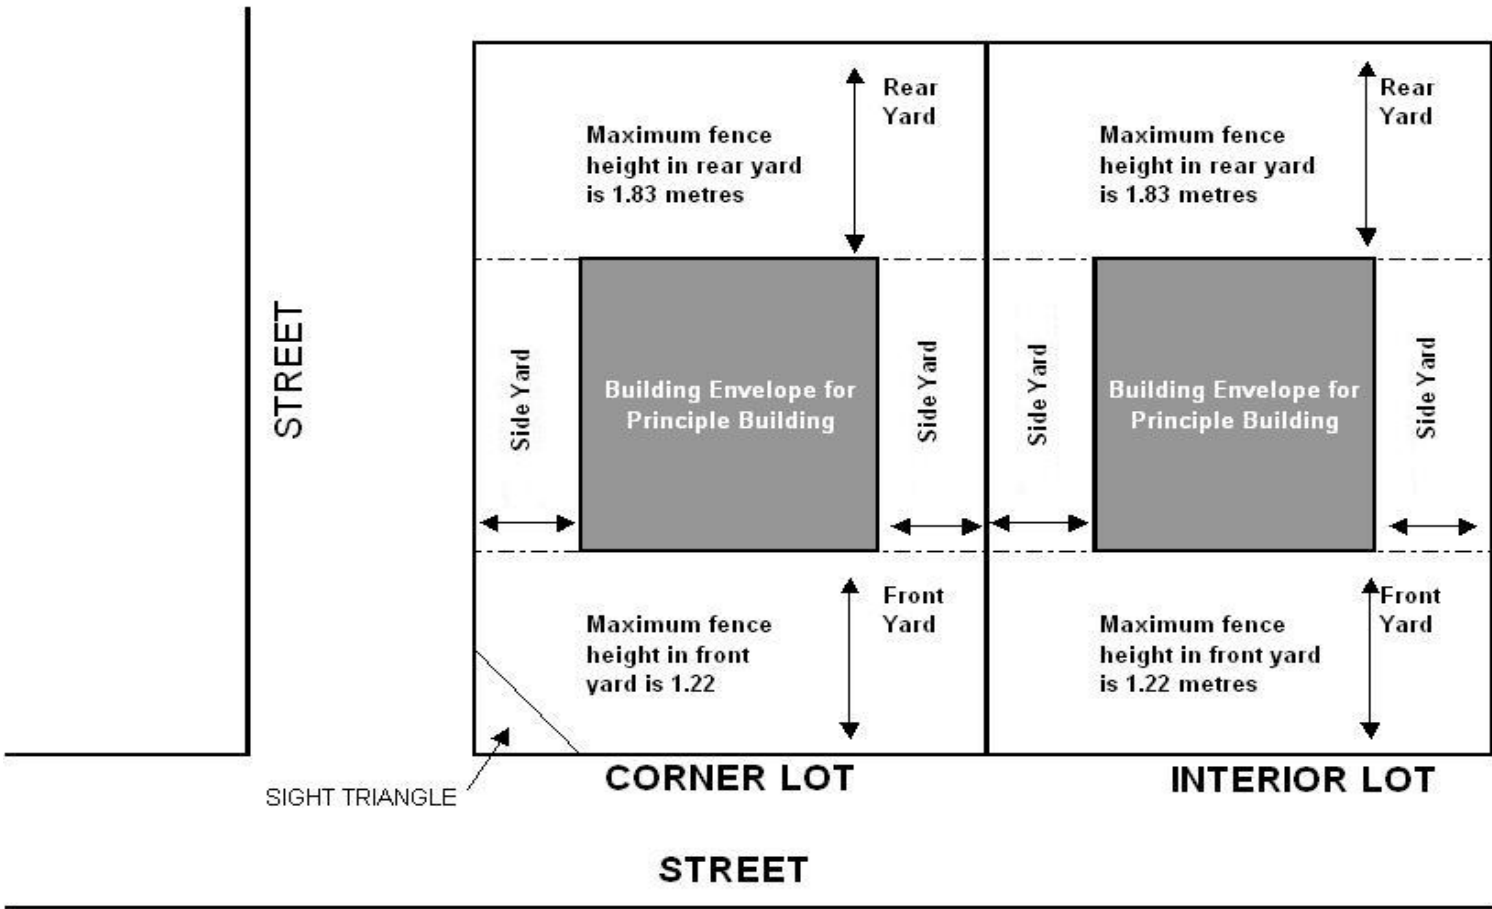 Rear
Yard
Maximum fence
height in rear yard
is 1.83 metres
Rear
Yard
Maximum fence
height in rear yard
is 1.83 metres
STREET
Side Yard
Building Envelope for
Principle Building
Side Yard
Side Yard
Building Envelope for
Principle Building
Side Yard
Front
Yard
Maximum fence
height in front
yard is 1.22
Front
Yard
Maximum fence
height in front yard
is 1.22 metres
SIGHT TRIANGLE
CORNER LOT
INTERIOR LOT
STREET